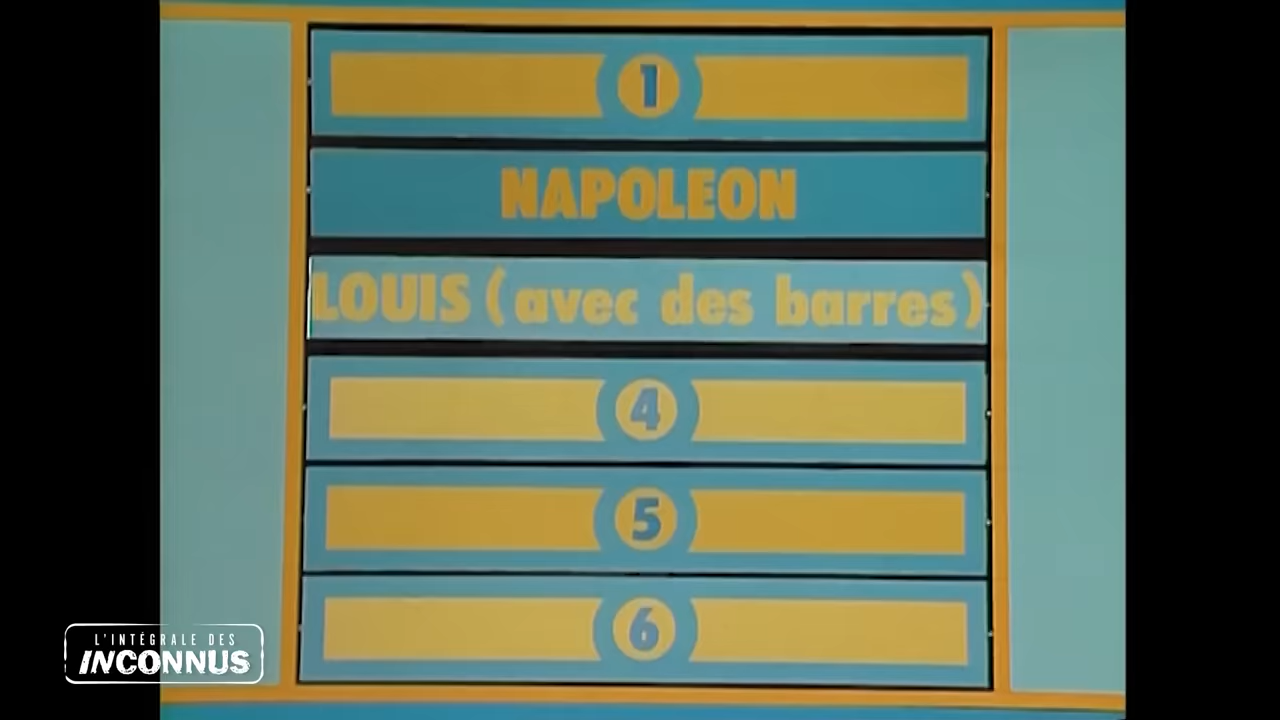 1
NAPOLEON
LOUIS (avec des barres)
4
5
6
L'INTÉGRALE DES
INCONNUS